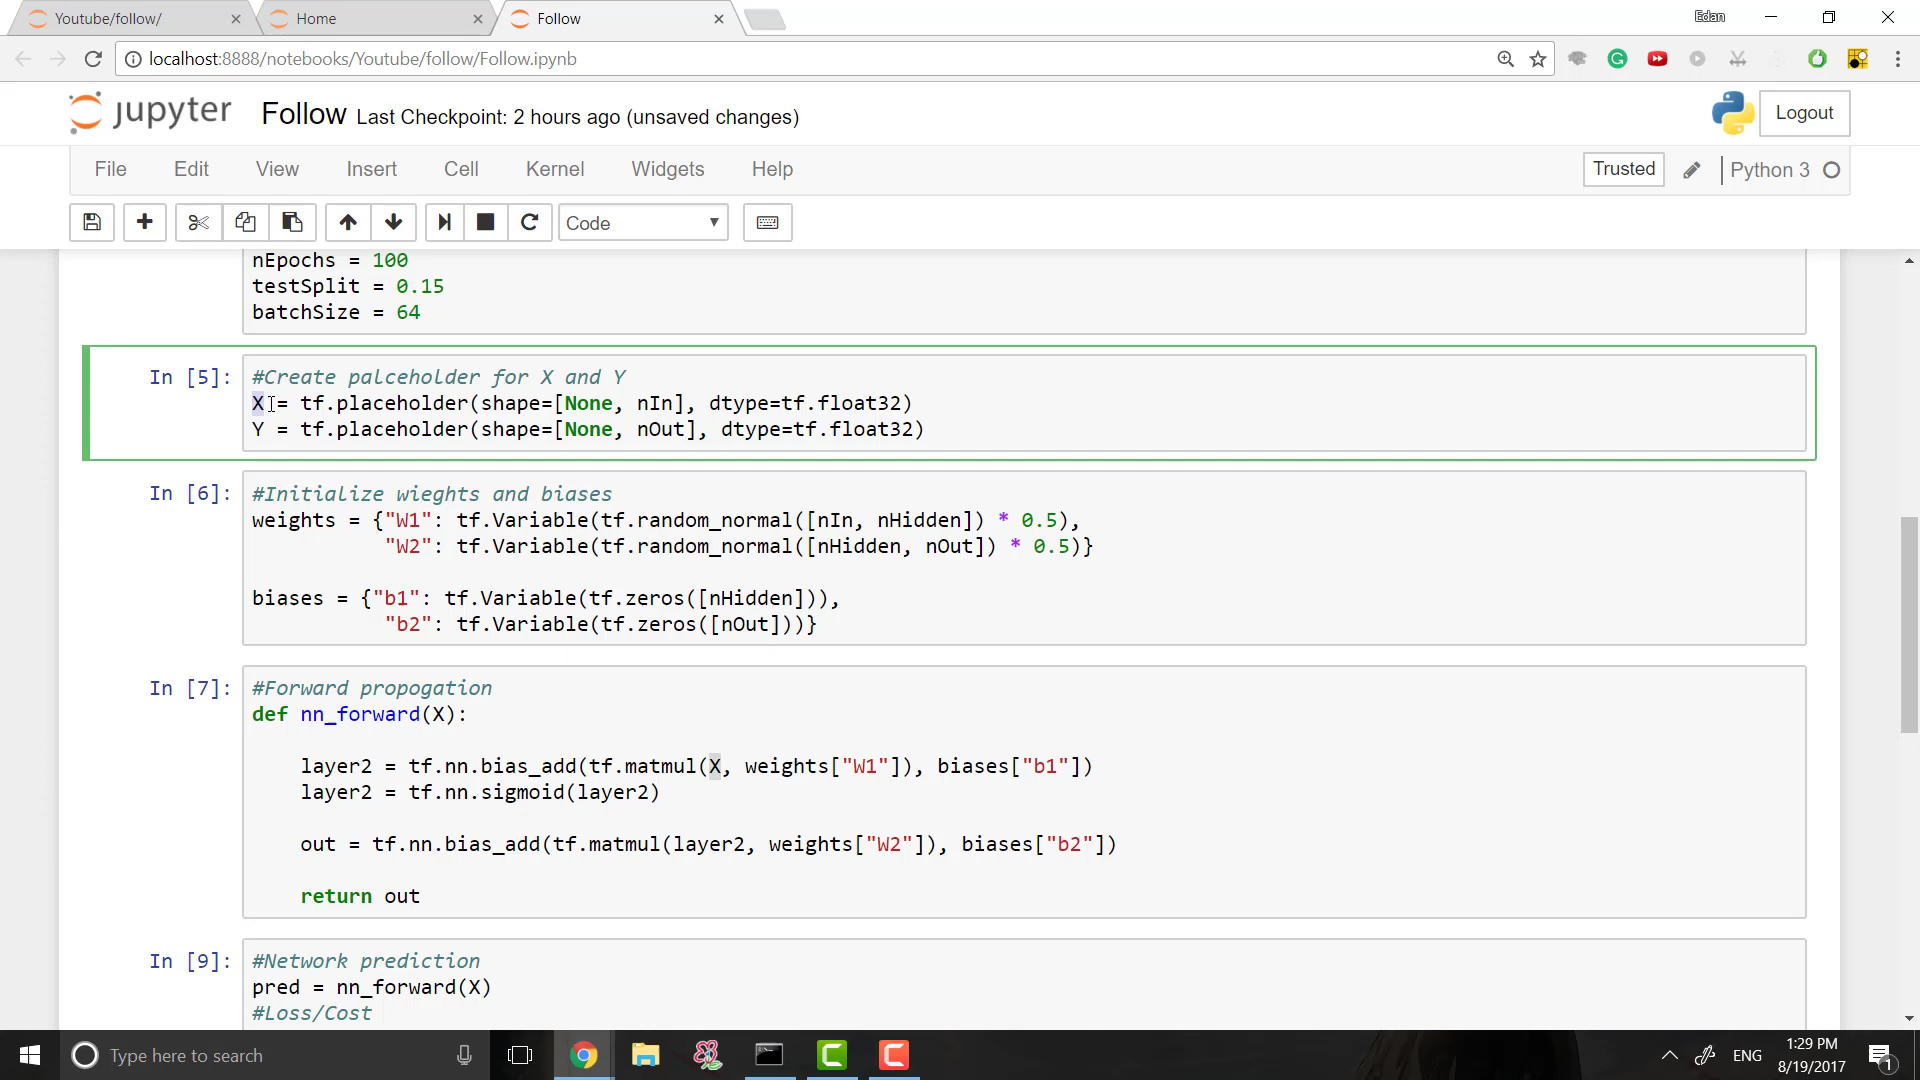 Youtube/follow/
Home
Follow
Edan
localhost:8888/notebooks/Youtube/follow/Follow.ipynb
jupyter
Follow Last Checkpoint: 2 hours ago (unsaved changes)
Logout
File Edit View Insert Cell Kernel Widgets Help
Trusted
Python 3
Code
nEpochs = 100
testSplit = 0.15
batchSize = 64
In [5]:
#Create palceholder for X and Y
X = tf.placeholder(shape=[None, nIn], dtype=tf.float32)
Y = tf.placeholder(shape=[None, nOut], dtype=tf.float32)
In [6]:
#Initialize wieghts and biases
weights = {"W1": tf.Variable(tf.random_normal([nIn, nHidden]) * 0.5),
"W2": tf.Variable(tf.random_normal([nHidden, nOut]) * 0.5)}
biases = {"b1": tf.Variable(tf.zeros([nHidden])),
"b2": tf.Variable(tf.zeros([nOut]))}
In [7]:
#Forward propogation
def nn_forward(X):
layer2 = tf.nn.bias_add(tf.matmul(X, weights["W1"]), biases["b1"])
layer2 = tf.nn.sigmoid(layer2)
out = tf.nn.bias_add(tf.matmul(layer2, weights["W2"]), biases["b2"])
return out
In [9]:
#Network prediction
pred = nn_forward(X)
#Loss/Cost
Type here to search
ENG
1:29 PM
8/19/2017
1